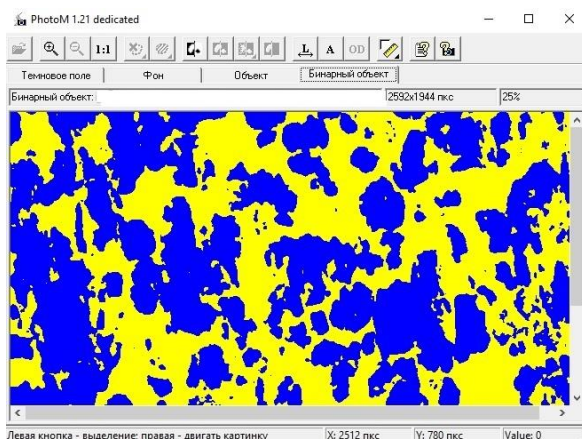 PhotoM 1.21 dedicated
1:1 L A OD
Темновое поле Фон Объект Бинарный объект
Бинарный объект: 2592x1944 пкс 25%
Левая кнопка - выделение; правая - двигать картинку X: 2512 пкс Y: 780 пкс Value: 0